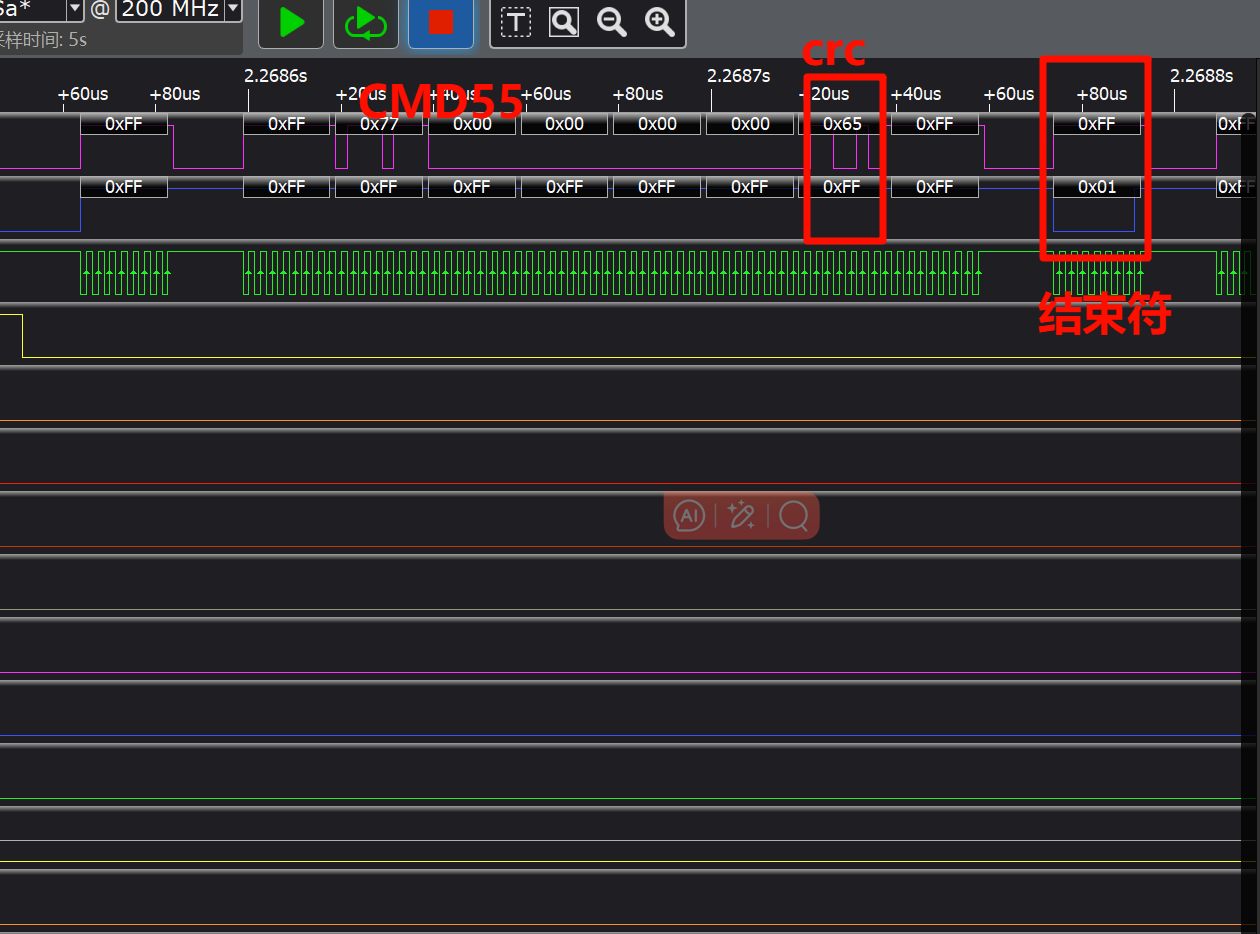 @ 200 MHz
采样时间: 5s
T
crc
2.2686s 2.2687s 2.2688s
+60us +80us +20us +40us +60us +80us +20us +40us +60us +80us
CMD55
0xFF 0xFF 0x77 0x00 0x00 0x00 0x00 0x65 0xFF 0xFF 0xFF
0xFF 0xFF 0xFF 0xFF 0xFF 0xFF 0xFF 0xFF 0xFF 0x01 0xFF
结束符
AI